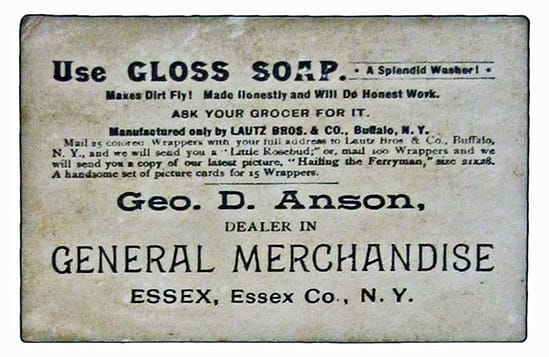 Use GLOSS SOAP. · A Splendid Washer! ·
Makes Dirt Fly! Made Honestly and Will Do Honest Work.
ASK YOUR GROCER FOR IT.
Manufactured only by LAUTZ BROS. & CO., Buffalo, N. Y.
Mail 25 colored Wrappers with your full address to Lautz Bros. & Co., Buffalo,
N. Y., and we will send you a "Little Rosebud;" or, mail 100 Wrappers and we
will send you a copy of our latest picture, "Hailing the Ferryman," size 21x28.
A handsome set of picture cards for 15 Wrappers.
Geo. D. Anson,
DEALER IN
GENERAL MERCHANDISE
ESSEX, Essex Co., N. Y.